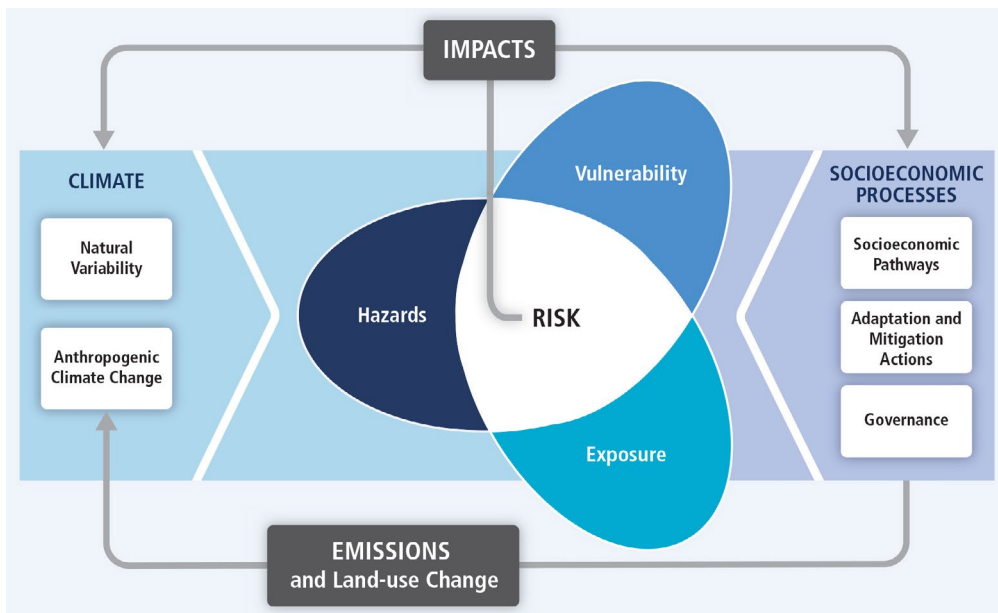 IMPACTS
CLIMATE
Natural
Variability
Anthropogenic
Climate Change
Vulnerability
Hazards
RISK
Exposure
SOCIOECONOMIC
PROCESSES
Socioeconomic
Pathways
Adaptation and
Mitigation
Actions
Governance
EMISSIONS
and Land-use Change